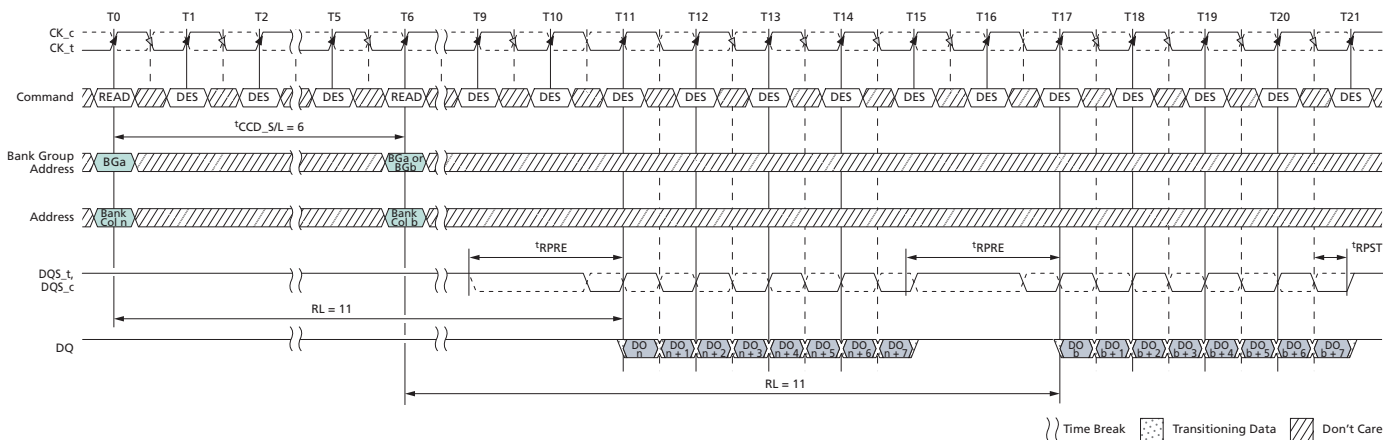 T0 T1 T2 T5 T6 T9 T10 T11 T12 T13 T14 T15 T16 T17 T18 T19 T20 T21
CK_c
CK_t
Command READ DES DES DES READ DES DES DES DES DES DES DES DES DES DES DES DES DES
tCCD_S/L = 6
Bank Group
Address
BGa
BGa or
BGb
Address
Bank
Col n
Bank
Col b
tRPRE tRPRE tRPST
DQS_t,
DQS_c
RL = 11
DQ
DO
n
DO
n + 1
DO
n + 2
DO
n + 3
DO
n + 4
DO
n + 5
DO
n + 6
DO
n + 7
DO
b
DO
b + 1
DO
b + 2
DO
b + 3
DO
b + 4
DO
b + 5
DO
b + 6
DO
b + 7
RL = 11
Time Break Transitioning Data Don't Care